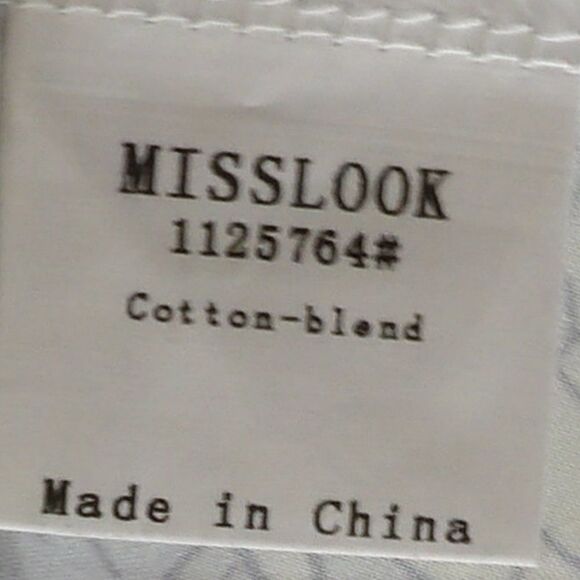 MISSLOOK
1125764#
Cotton-blend
Made in China